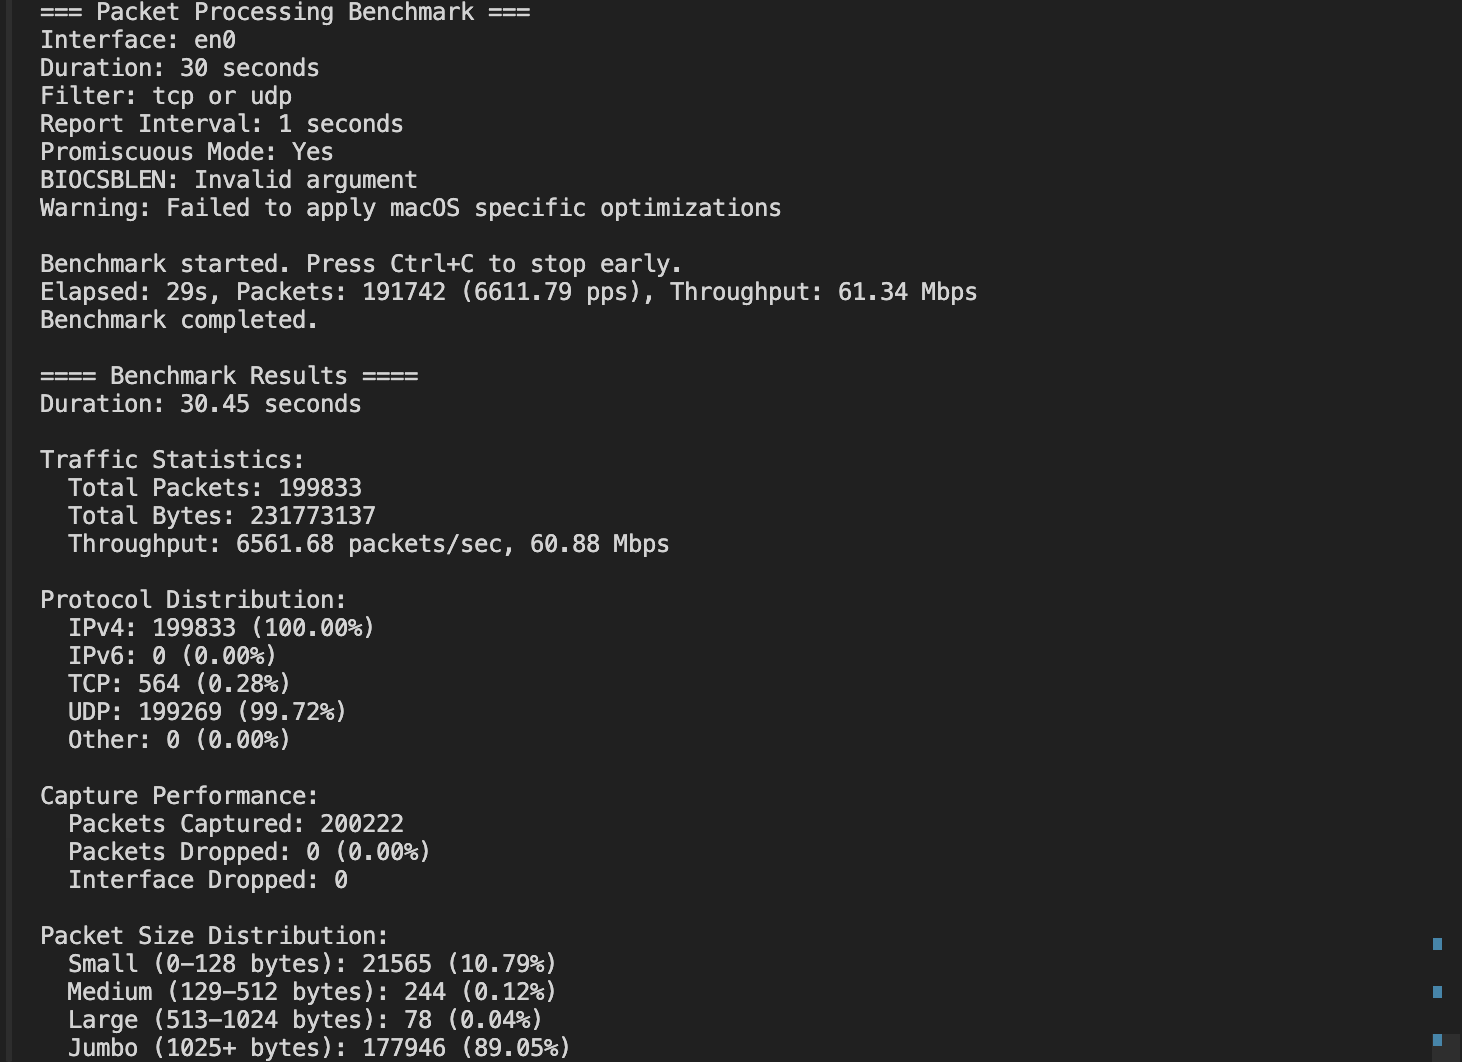 === Packet Processing Benchmark ===
Interface: en0
Duration: 30 seconds
Filter: tcp or udp
Report Interval: 1 seconds
Promiscuous Mode: Yes
BIOCSBLEN: Invalid argument
Warning: Failed to apply macOS specific optimizations
Benchmark started. Press Ctrl+C to stop early.
Elapsed: 29s, Packets: 191742 (6611.79 pps), Throughput: 61.34 Mbps
Benchmark completed.
==== Benchmark Results ====
Duration: 30.45 seconds
Traffic Statistics:
  Total Packets: 199833
  Total Bytes: 231773137
  Throughput: 6561.68 packets/sec, 60.88 Mbps
Protocol Distribution:
  IPv4: 199833 (100.00%)
  IPv6: 0 (0.00%)
  TCP: 564 (0.28%)
  UDP: 199269 (99.72%)
  Other: 0 (0.00%)
Capture Performance:
  Packets Captured: 200222
  Packets Dropped: 0 (0.00%)
  Interface Dropped: 0
Packet Size Distribution:
  Small (0-128 bytes): 21565 (10.79%)
  Medium (129-512 bytes): 244 (0.12%)
  Large (513-1024 bytes): 78 (0.04%)
  Jumbo (1025+ bytes): 177946 (89.05%)